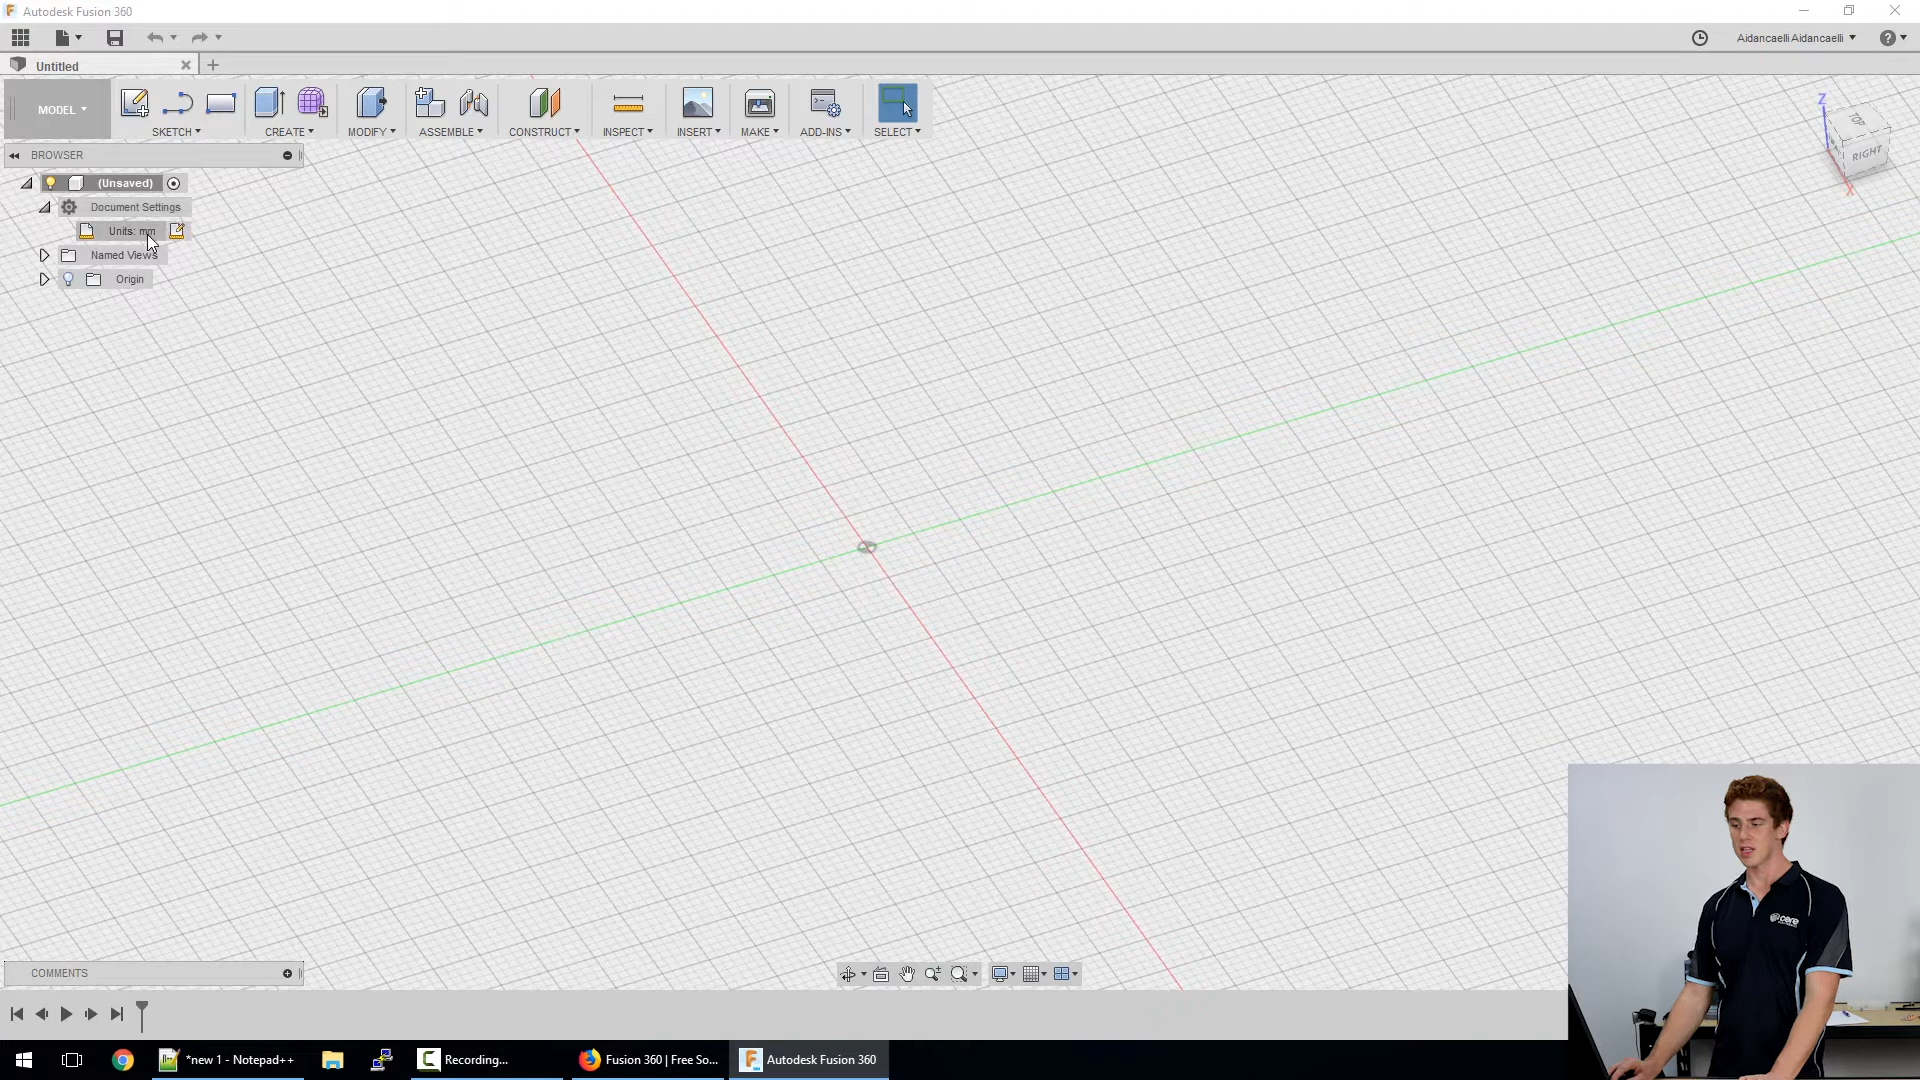 Autodesk Fusion 360
Aidancaelli Aidancaelli
Untitled
MODEL
SKETCH
CREATE
MODIFY
ASSEMBLE
CONSTRUCT
INSPECT
INSERT
MAKE
ADD-INS
SELECT
Z
TOP
RIGHT
X
BROWSER
(Unsaved)
Document Settings
Units: mm
Named Views
Origin
core
COMMENTS
*new 1 - Notepad++
Recording...
Fusion 360 | Free So...
Autodesk Fusion 360